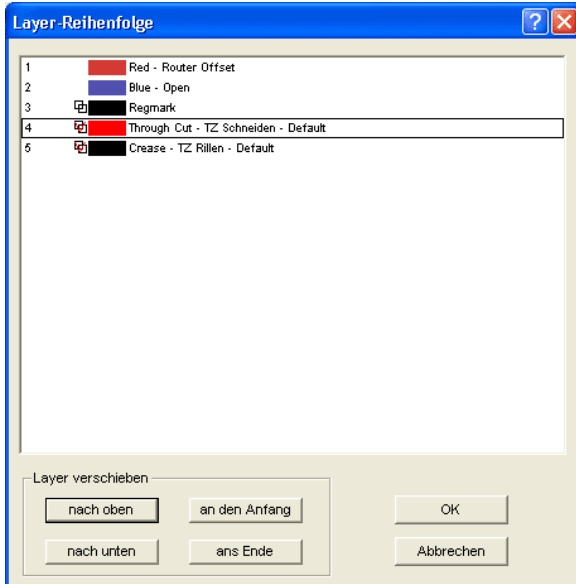 Layer-Reihenfolge
1 Red - Router Offset
2 Blue - Open
3 Regmark
4 Through Cut - TZ Schneiden - Default
5 Crease - TZ Rillen - Default
Layer verschieben
nach oben an den Anfang OK
nach unten ans Ende Abbrechen